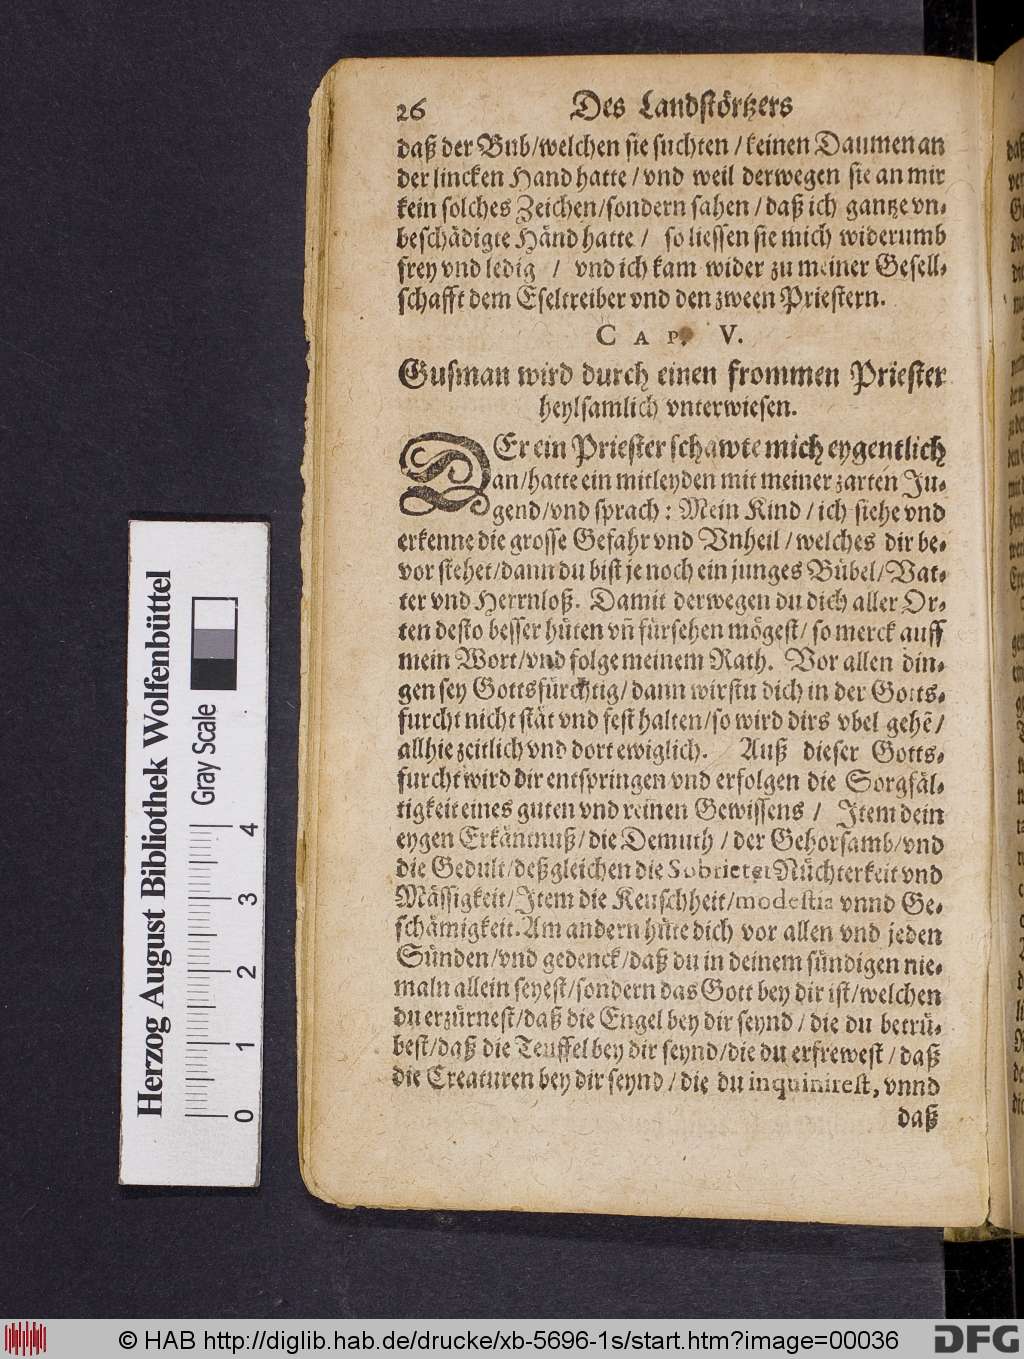 26 Des Landstörtzers
daß der Bub/welchen sie suchten / keinen Daumen an
der lincken Hand hatte / vnd weil derwegen sie an mir
kein solches Zeichen/sondern sahen / daß ich gantze vn-
beschädigte Händ hatte / so liessen sie mich widerumb
frey vnd ledig / vnd ich kam wider zu meiner Gesell-
schafft dem Eseltreiber vnd den zween Priestern.
CAP. V.
Gusman wird durch einen frommen Priester
heylsamlich vnterwiesen.
DEr ein Priester schawte mich eygentlich
an/hatte ein mitleyden mit meiner zarten Ju-
gend/vnd sprach: Mein Kind / ich siehe vnd
erkenne die grosse Gefahr vnd Vnheil / welches dir be-
vor stehet/dann du bist je noch ein junges Bübel/Vat-
ter vnd Herrnloß. Damit derwegen du dich aller Or-
ten desto besser hüten vñ fürsehen mögest/ so merck auff
mein Wort/vnd folge meinem Rath. Vor allen din-
gen sey Gottsfürchtig/ dann wirstu dich in der Gotts-
furcht nicht stät vnd fest halten/so wird dirs vbel gehẽ/
allhie zeitlich vnd dort ewiglich. Auß dieser Gotts-
furcht wird dir entspringen vnd erfolgen die Sorgfäl-
tigkeit eines guten vnd reinen Gewissens / Item dein
eygen Erkäntnuß/die Demuth / der Gehorsamb/vnd
die Gedult/deßgleichen die Sobrietet Nüchterkeit vnd
Mässigkeit/Item die Keuschheit/modestia vnnd Ge-
schämigkeit. Am andern hüte dich vor allen vnd jeden
Sünden/vnd gedenck/daß du in deinem sündigen nie-
maln allein seyest/sondern das Gott bey dir ist/welchen
du erzürnest/daß die Engel bey dir seynd / die du betrü-
best/daß die Teuffel bey dir seynd/die du erfrewest / daß
die Creaturen bey dir seynd / die du inquinirest, vnnd
daß
Herzog August Bibliothek Wolfenbüttel
Gray Scale
0 1 2 3 4
© HAB http://diglib.hab.de/drucke/xb-5696-1s/start.htm?image=00036
DFG